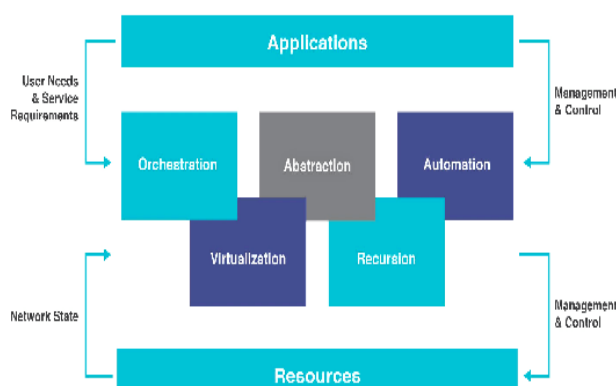 Applications
User Needs
& Service
Requirements
Management
& Control
Orchestration
Abstraction
Automation
Virtualization
Recursion
Network State
Management
& Control
Resources